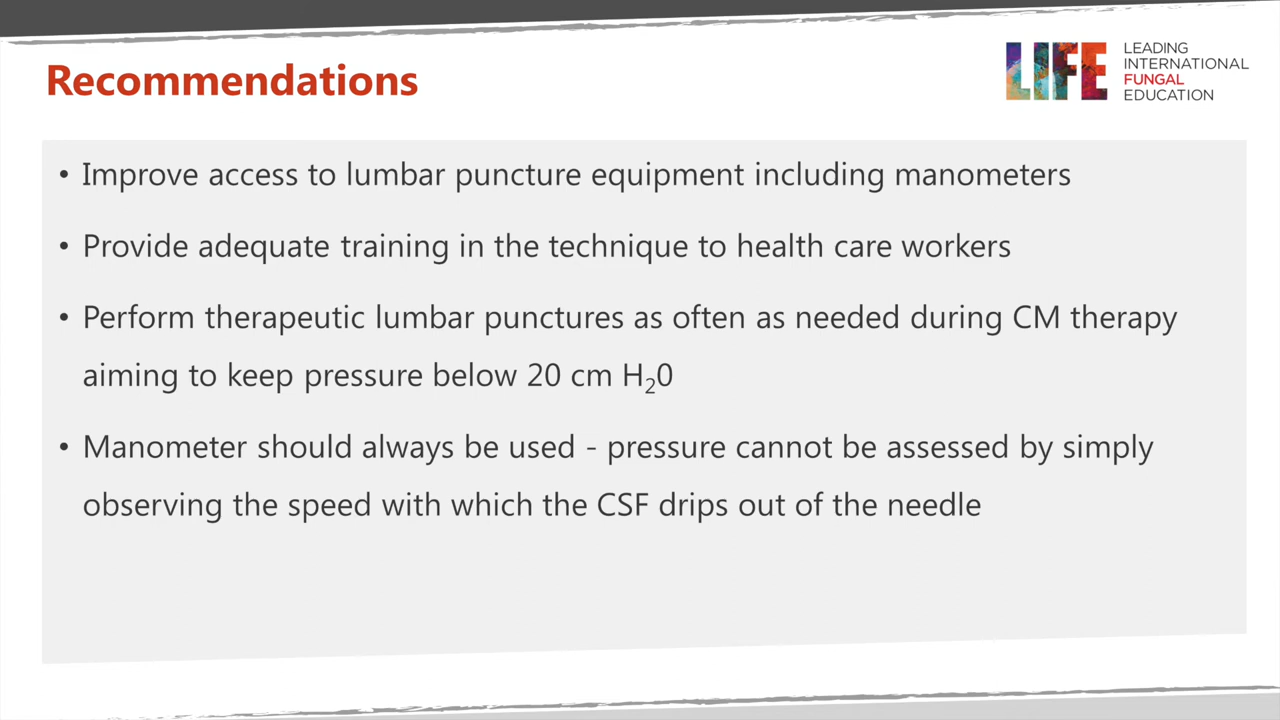 Recommendations
LIFE
LEADING
INTERNATIONAL
FUNGAL
EDUCATION
• Improve access to lumbar puncture equipment including manometers
• Provide adequate training in the technique to health care workers
• Perform therapeutic lumbar punctures as often as needed during CM therapy
aiming to keep pressure below 20 cm H₂0
• Manometer should always be used - pressure cannot be assessed by simply
observing the speed with which the CSF drips out of the needle